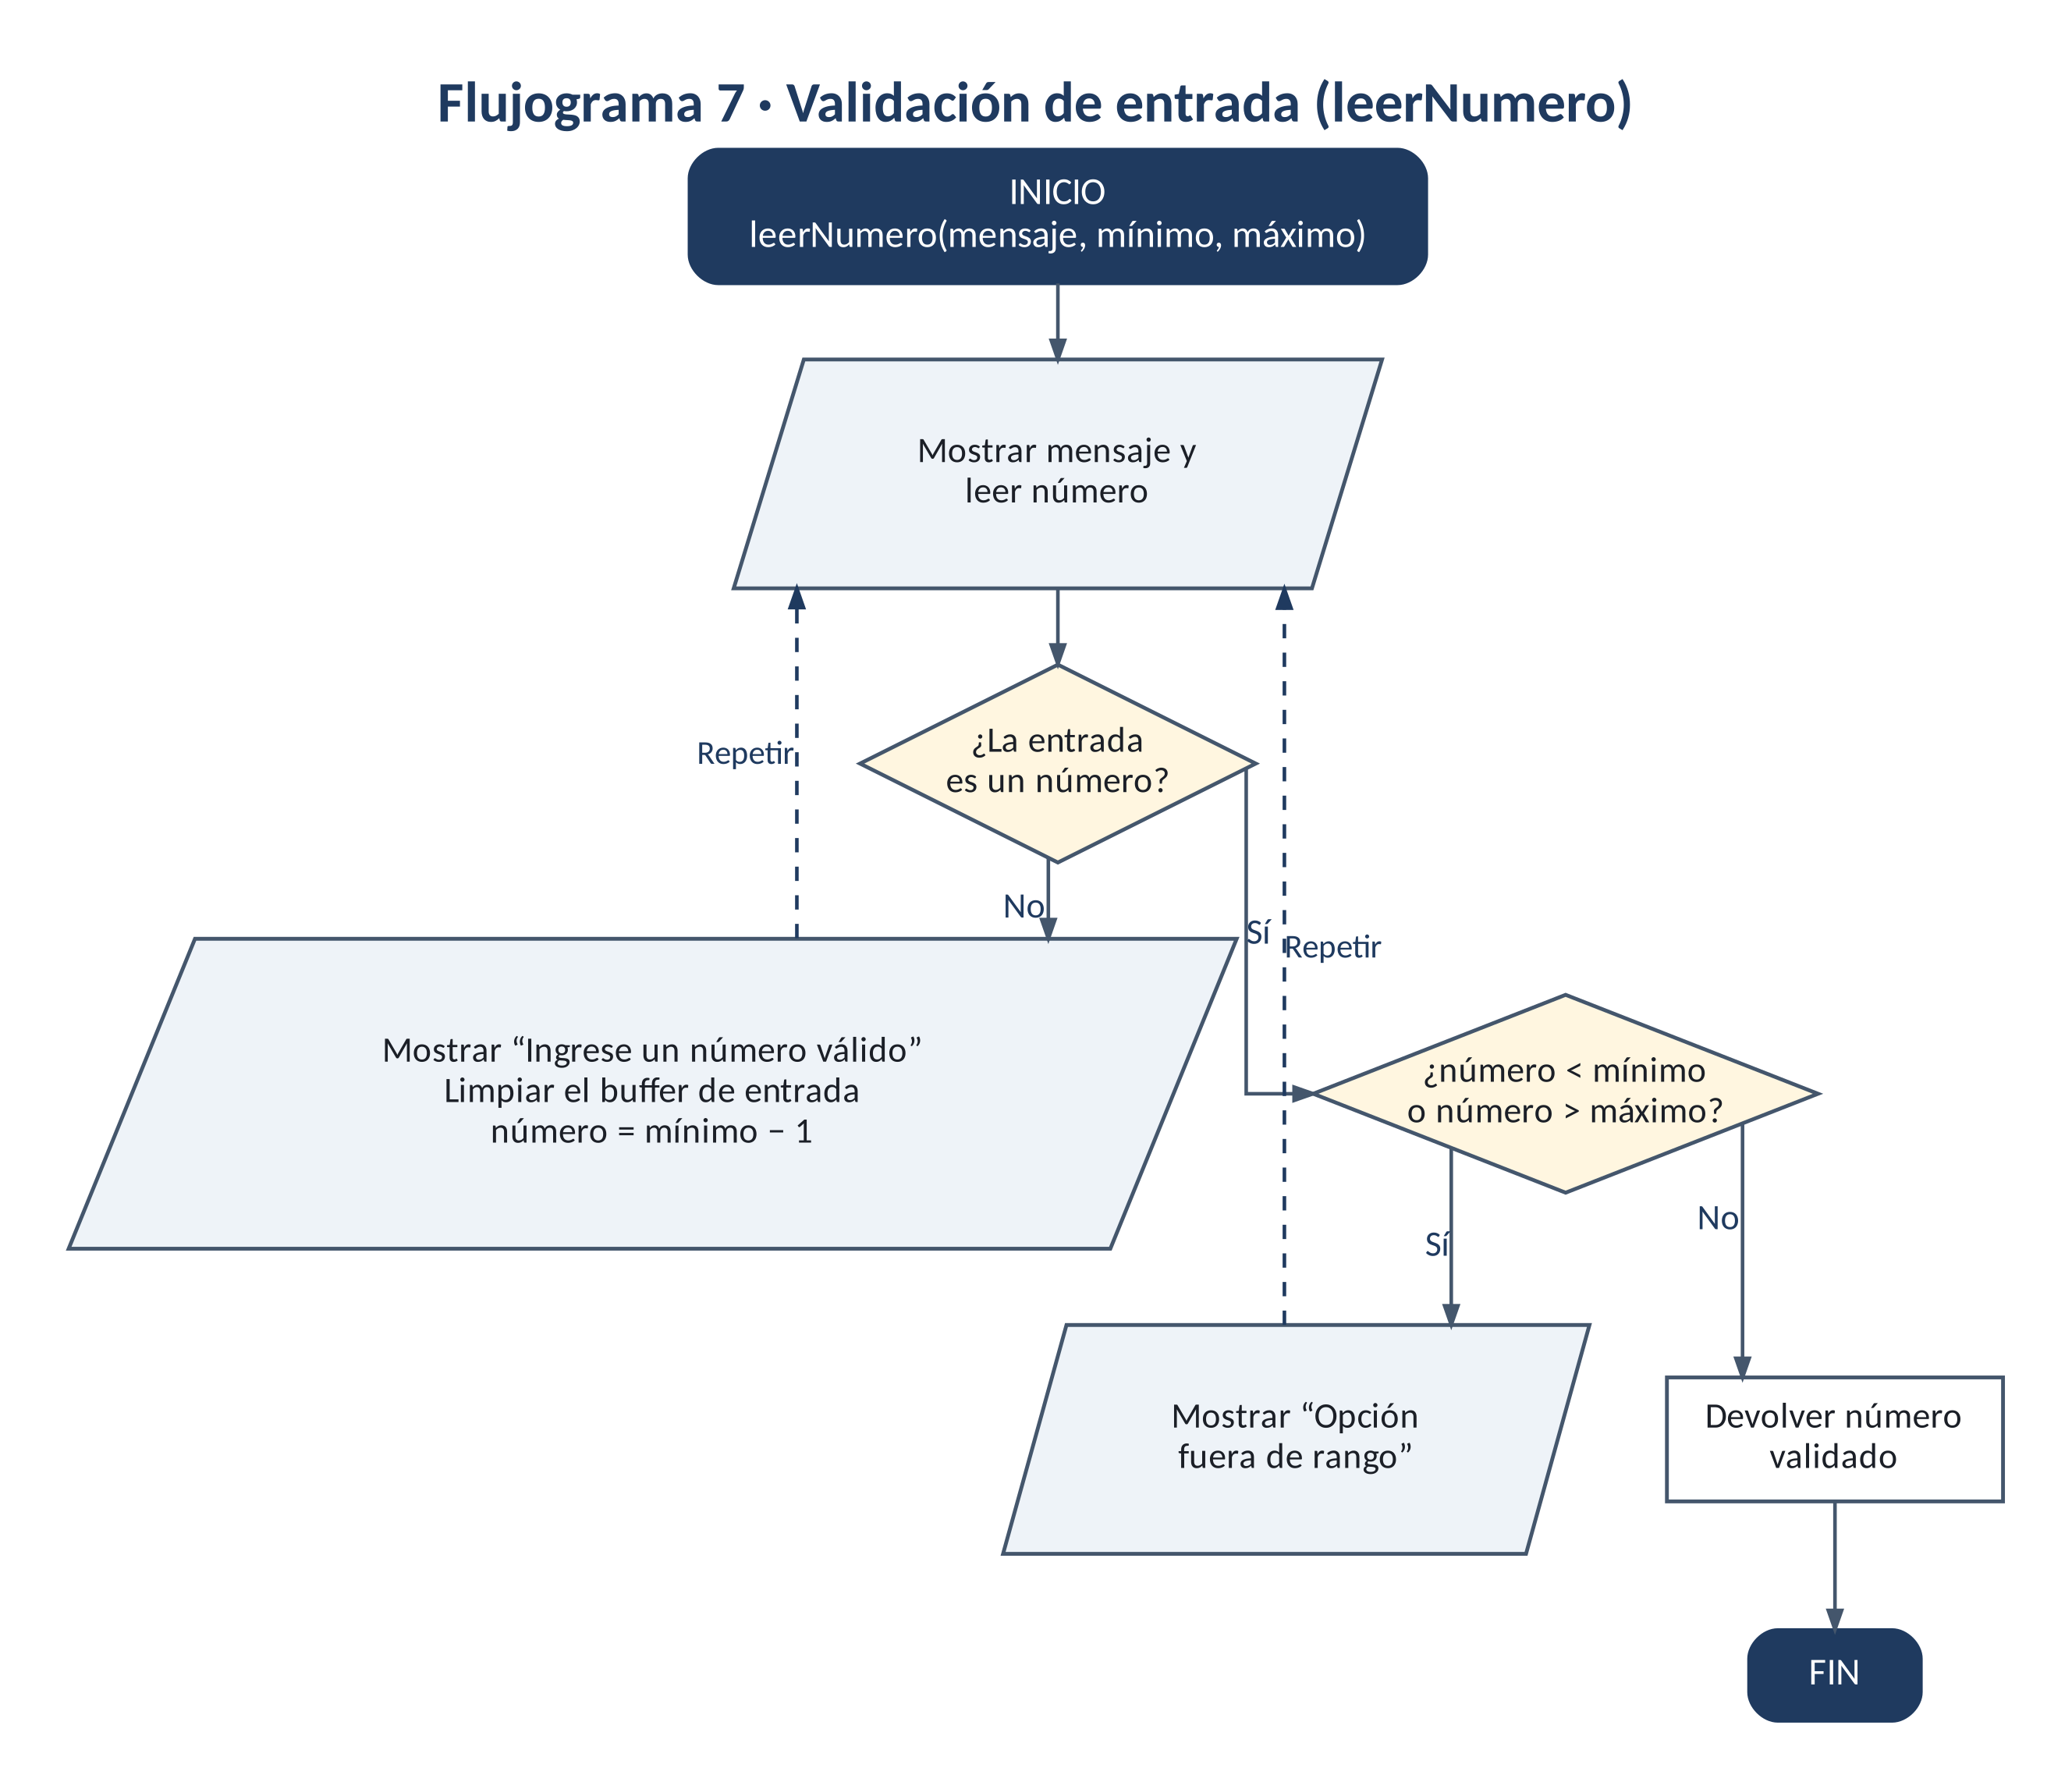 Flujograma 7 · Validación de entrada (leerNumero)
INICIO
leerNumero(mensaje, mínimo, máximo)
Mostrar mensaje y
leer número
Repetir
¿La entrada
es un número?
No
Sí
Repetir
Mostrar “Ingrese un número válido”
Limpiar el buffer de entrada
número = mínimo − 1
¿número < mínimo
o número > máximo?
Sí
No
Mostrar “Opción
fuera de rango”
Devolver número
validado
FIN